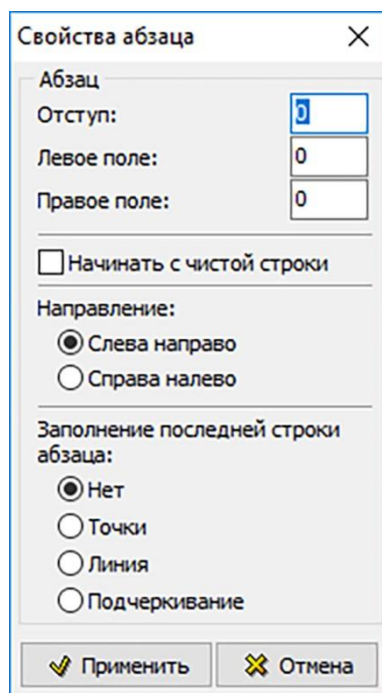 Свойства абзаца
Абзац
Отступ: 0
Левое поле: 0
Правое поле: 0
Начинать с чистой строки
Направление:
Слева направо
Справа налево
Заполнение последней строки
абзаца:
Нет
Точки
Линия
Подчеркивание
Применить Отмена